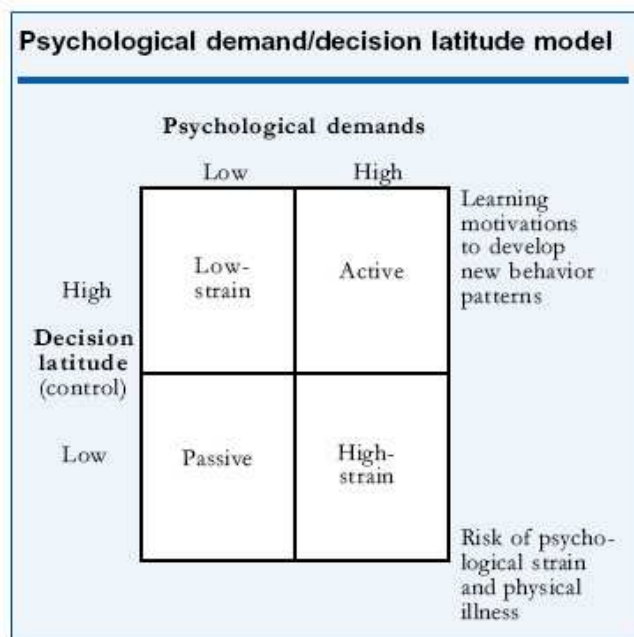 Psychological demand/decision latitude model
Psychological demands
Low
High
Learning
motivations
to develop
new behavior
patterns
Low-
strain
Active
High
Decision
latitude
(control)
Low
Passive
High-
strain
Risk of psycho-
logical strain
and physical
illness